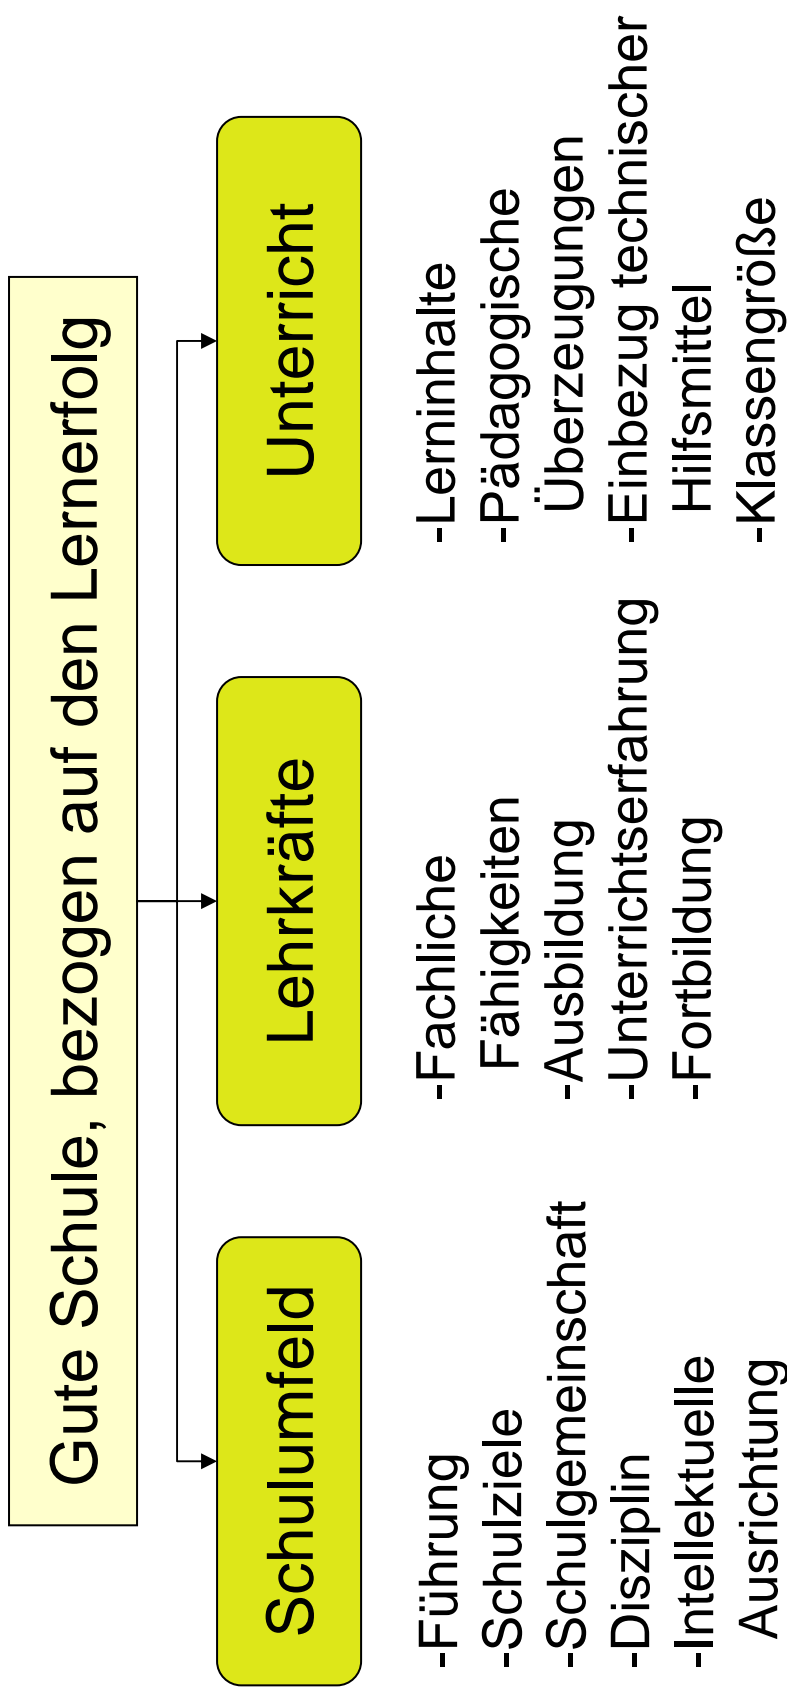 Gute Schule, bezogen auf den Lernerfolg
Schulumfeld
-Führung
-Schulziele
-Schulgemeinschaft
-Disziplin
-Intellektuelle
Ausrichtung
Lehrkräfte
-Fachliche
Fähigkeiten
-Ausbildung
-Unterrichtserfahrung
-Fortbildung
Unterricht
-Lerninhalte
-Pädagogische
Überzeugungen
-Einbezug technischer
Hilfsmittel
-Klassengröße